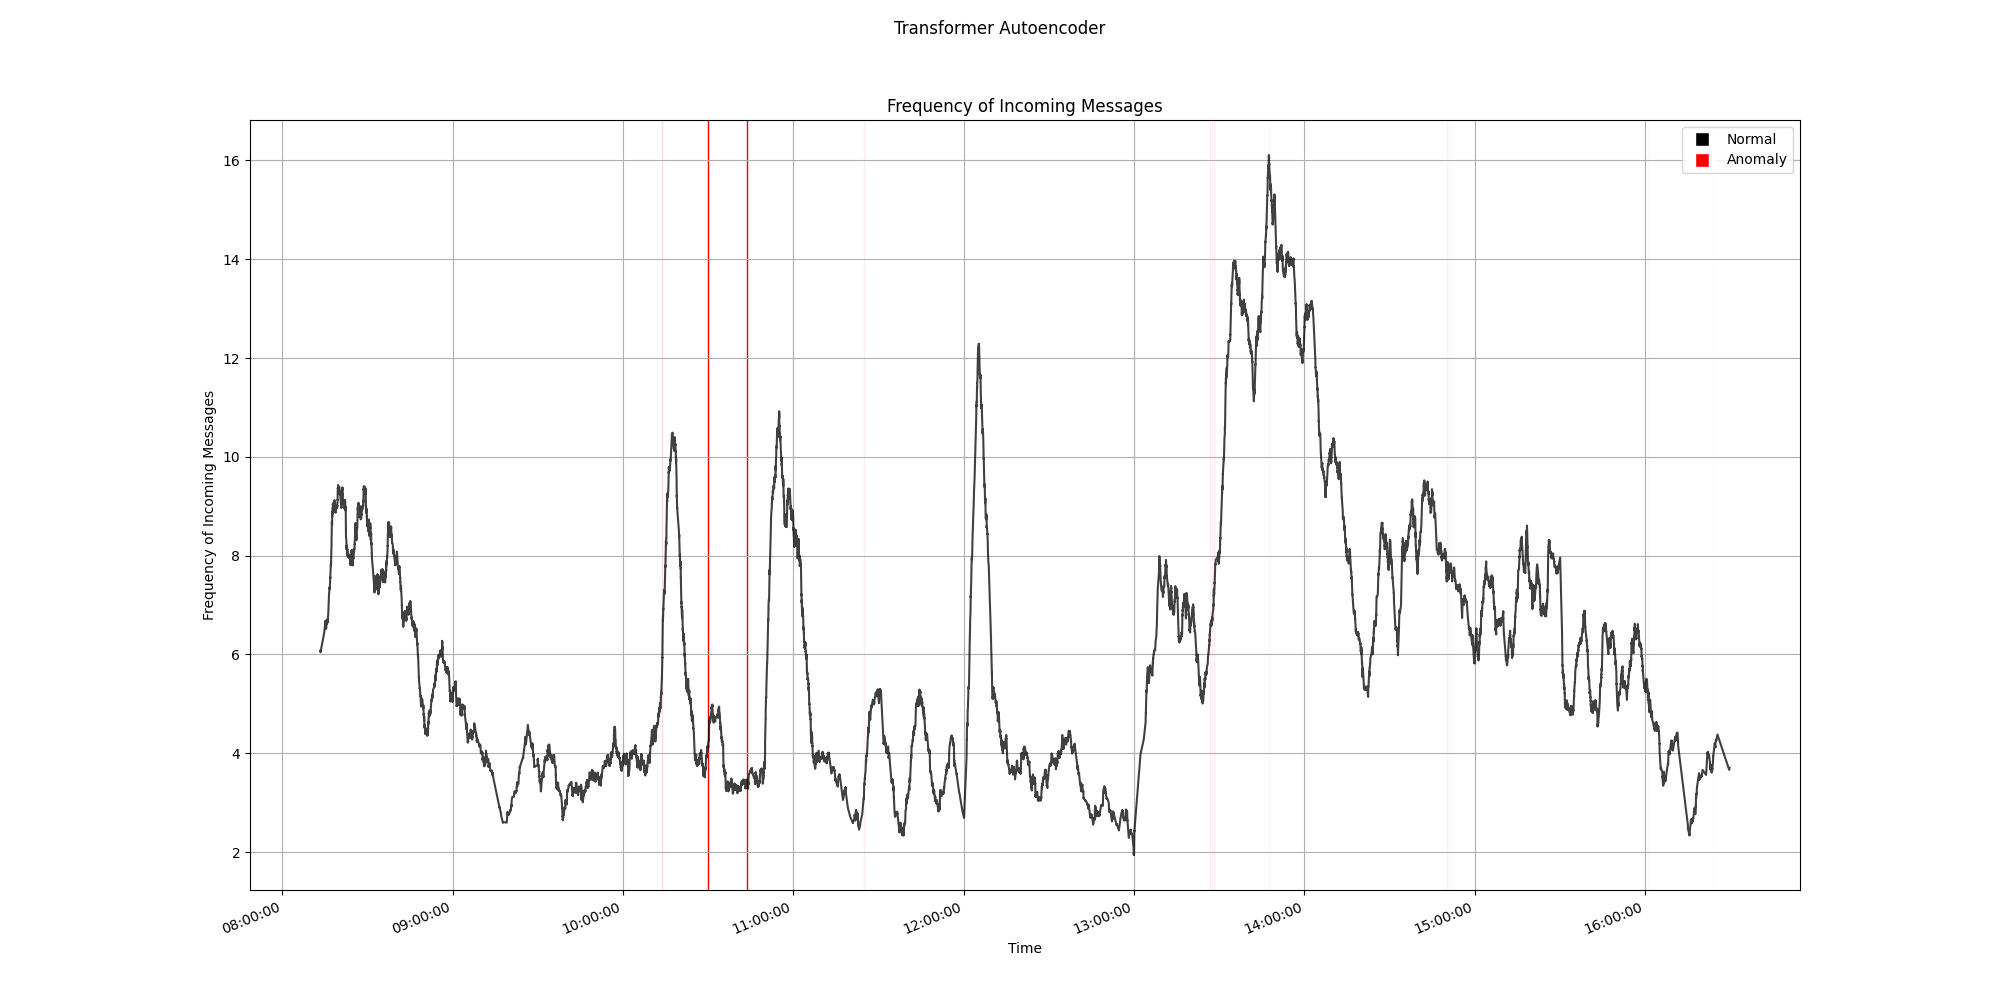 Transformer Autoencoder
Frequency of Incoming Messages
Normal
Anomaly
Frequency of Incoming Messages
16
14
12
10
8
6
4
2
08:00:00
09:00:00
10:00:00
11:00:00
12:00:00
13:00:00
14:00:00
15:00:00
16:00:00
Time